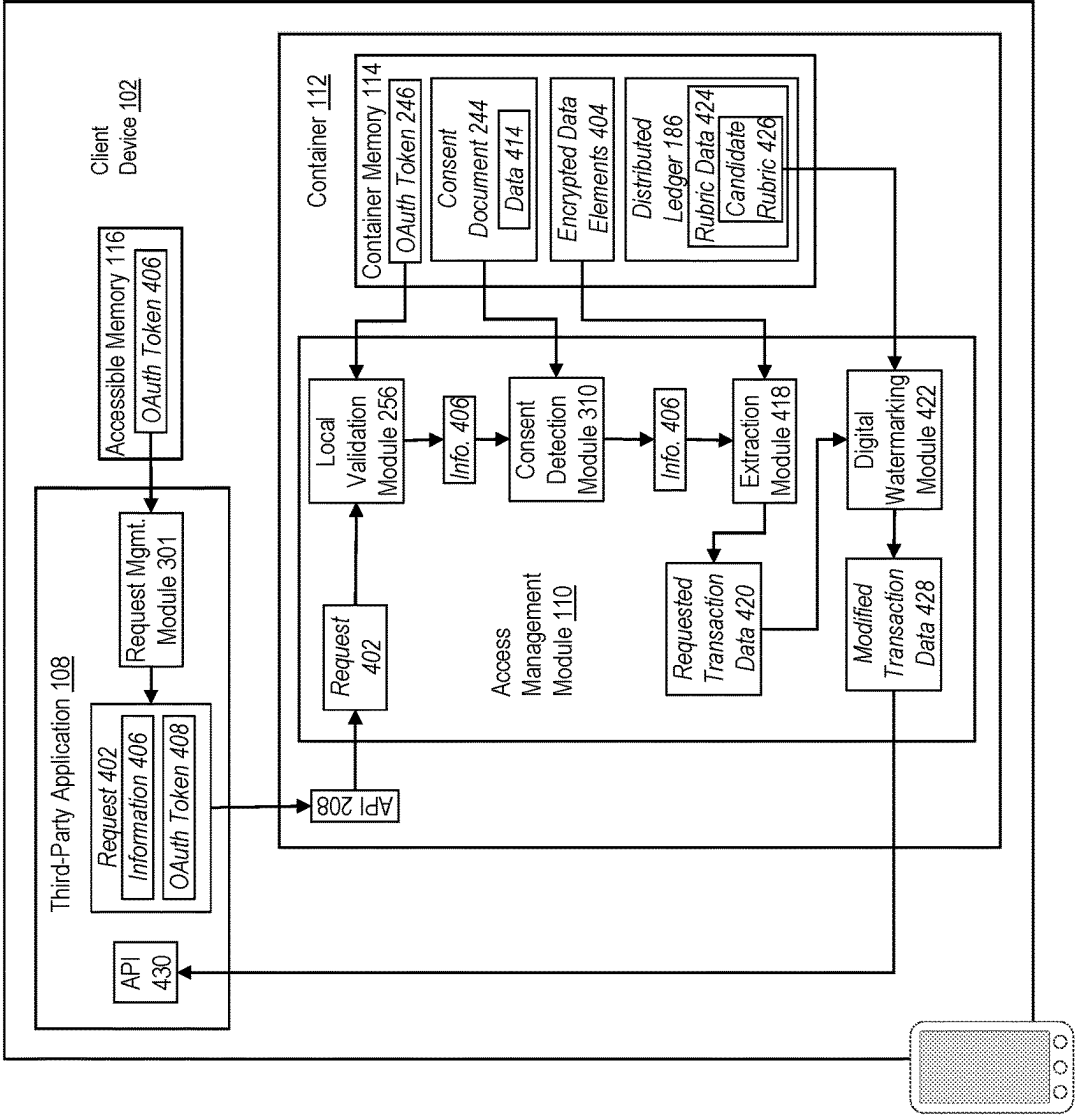 Client
Device 102
Third-Party Application 108
API
430
Request 402
Information 406
OAuth Token 408
Request Mgmt.
Module 301
Accessible Memory 116
OAuth Token 406
Container 112
API 208
Access
Management
Module 110
Request
402
Local
Validation
Module 256
Info. 406
Consent
Detection
Module 310
Info. 406
Extraction
Module 418
Requested
Transaction
Data 420
Digital
Watermarking
Module 422
Modified
Transaction
Data 428
Container Memory 114
OAuth Token 246
Consent
Document 244
Data 414
Encrypted Data
Elements 404
Distributed
Ledger 186
Rubric Data 424
Candidate
Rubric 426